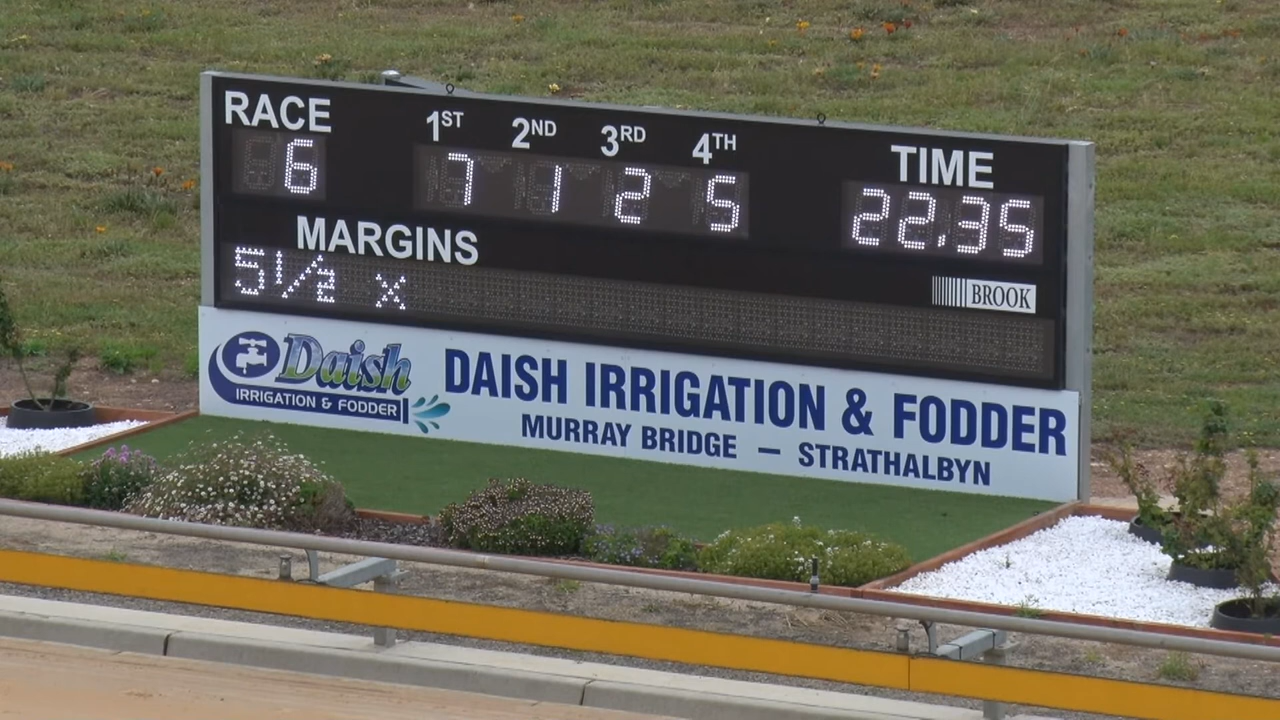 RACE 1ST 2ND 3RD 4TH TIME
6 7 1 2 5 22.35
MARGINS
5 1/2 X
BROOK
Daish
IRRIGATION & FODDER
DAISH IRRIGATION & FODDER
MURRAY BRIDGE — STRATHALBYN